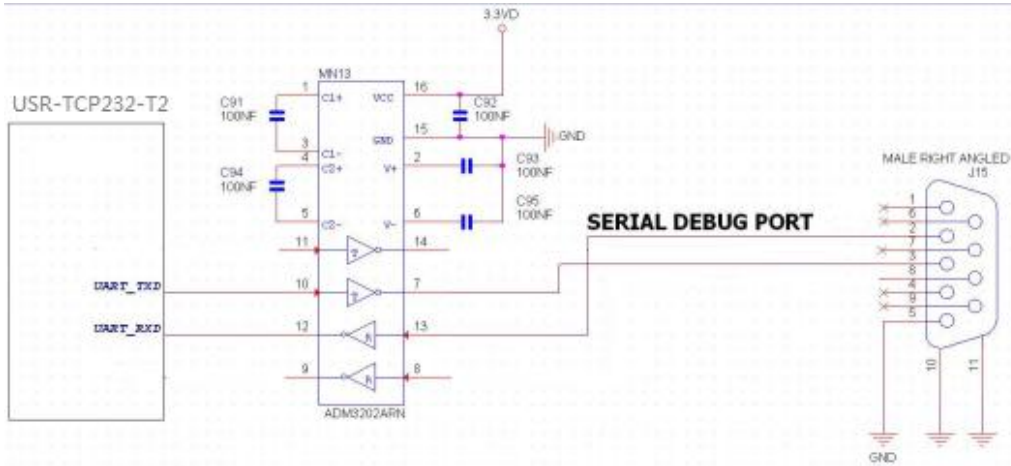 3.3VD
USR-TCP232-T2
MN13
1 C1+ VCC 16
C91
100NF
C92
100NF
15
GND
GND
3
4
C1-
C2+ V+ 2
C93
100NF
C94
100NF
C95
100NF
5 C2- V- 6
11 14
UART_TXD 10 7
UART_RXD 12 R 13
9 R 8
ADM3202ARN
SERIAL DEBUG PORT
MALE RIGHT ANGLED
J15
1
6
2
7
3
8
4
9
5
10
11
GND